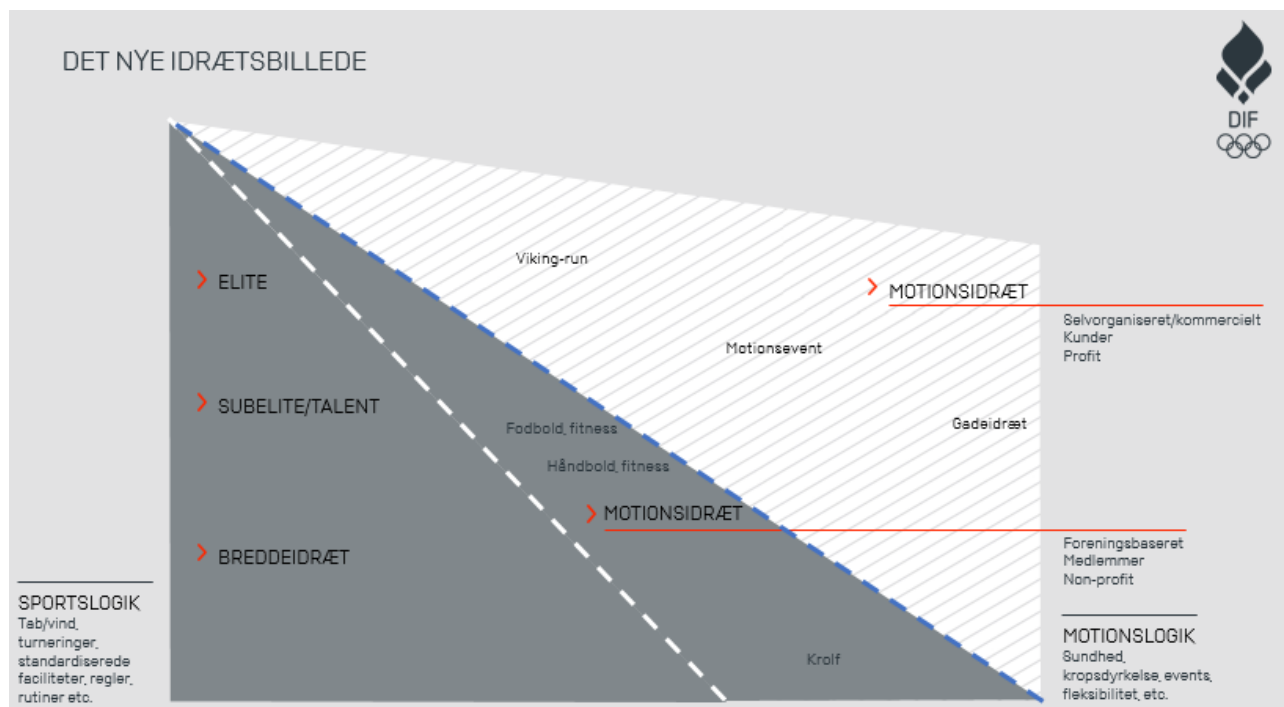 DET NYE IDRÆTSBILLEDE
DIF
Viking-run
ELITE
MOTIONSIDRÆT
Selvorganiseret/kommercielt
Kunder
Profit
Motionsevent
SUBELITE/TALENT
Fodbold, fitness
Gadeidræt
Håndbold, fitness
MOTIONSIDRÆT
Foreningsbaseret
Medlemmer
Non-profit
BREDDEIDRÆT
SPORTSLOGIK
Tab/vind,
turneringer,
standardiserede
faciliteter, regler,
rutiner etc.
Krolf
MOTIONSLOGIK
Sundhed,
kropsdyrkelse, events,
fleksibilitet, etc.